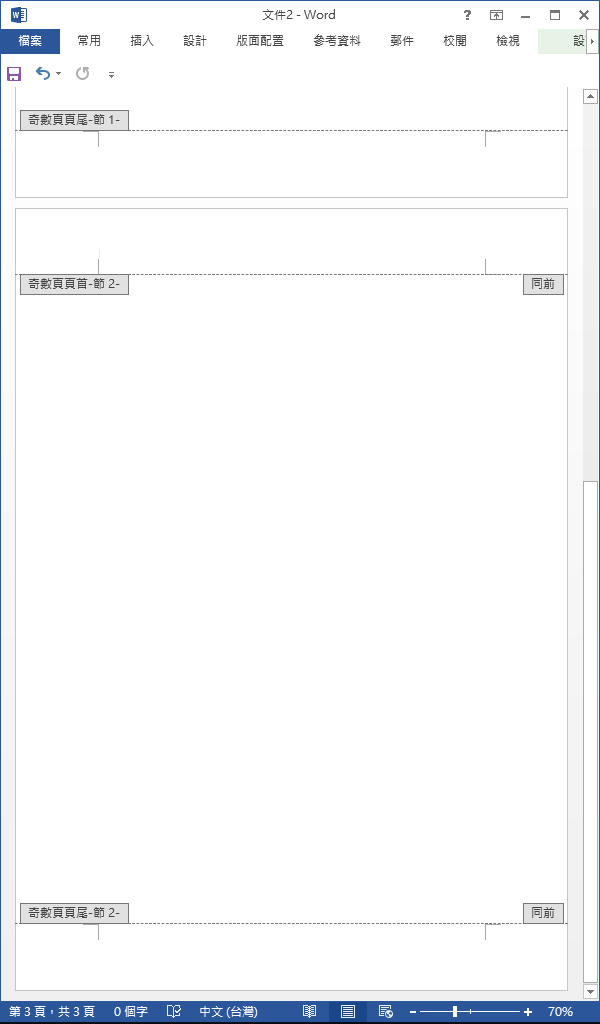 文件2 - Word
檔案 常用 插入 設計 版面配置 參考資料 郵件 校閱 檢視 設
奇數頁頁尾-節 1-
奇數頁頁首-節 2- 同前
奇數頁頁尾-節 2- 同前
第 3 頁，共 3 頁 0 個字 中文 (台灣) 70%